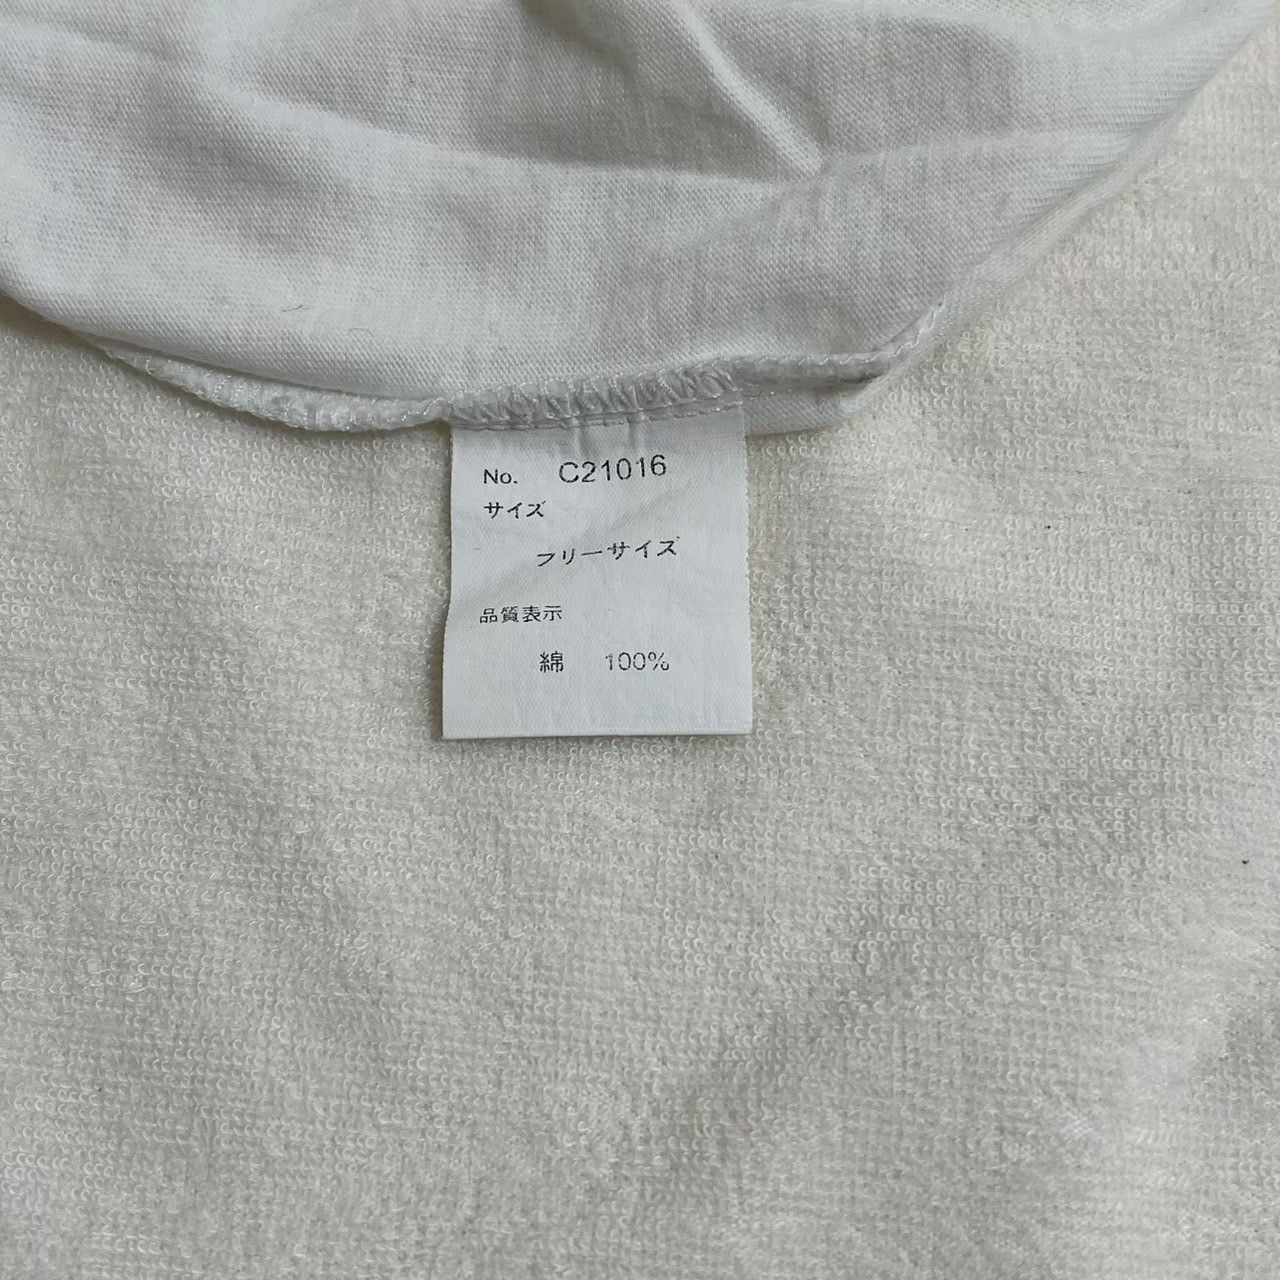 No. C21016
サイズ
フリーサイズ
品質表示
綿 100%